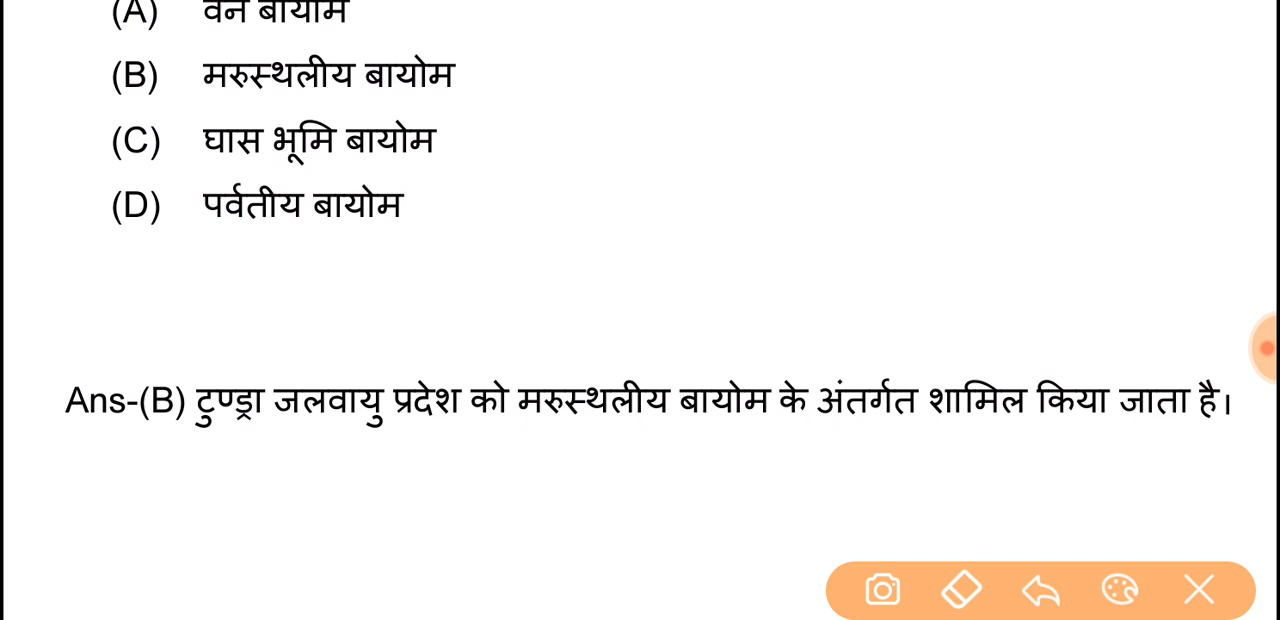 (A) वन बायोम
(B) मरुस्थलीय बायोम
(C) घास भूमि बायोम
(D) पर्वतीय बायोम
Ans-(B) टुण्ड्रा जलवायु प्रदेश को मरुस्थलीय बायोम के अंतर्गत शामिल किया जाता है।